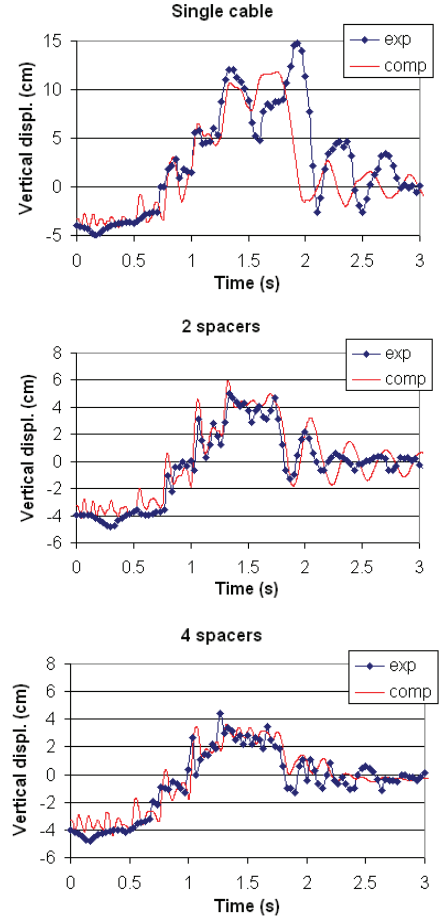 Single cable
exp
comp
Vertical displ. (cm)
15
10
5
0
-5
0 0.5 1 1.5 2 2.5 3
Time (s)
2 spacers
exp
comp
Vertical displ. (cm)
8
6
4
2
0
-2
-4
-6
0 0.5 1 1.5 2 2.5 3
Time (s)
4 spacers
exp
comp
Vertical displ. (cm)
8
6
4
2
0
-2
-4
-6
0 0.5 1 1.5 2 2.5 3
Time (s)